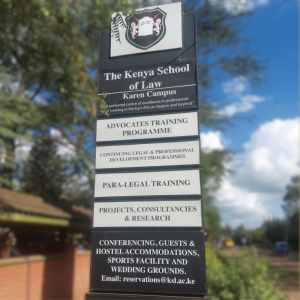 The Kenya School
of Law
Karen Campus
ADVOCATES TRAINING
PROGRAMME
CONTINUING LEGAL & PROFESSIONAL
DEVELOPMENT PROGRAMMES
PARA-LEGAL TRAINING
PROJECTS, CONSULTANCIES
& RESEARCH
CONFERENCING, GUESTS &
HOSTEL ACCOMMODATIONS,
SPORTS FACILITY AND
WEDDING GROUNDS.
Email: reservations@ksl.ac.ke